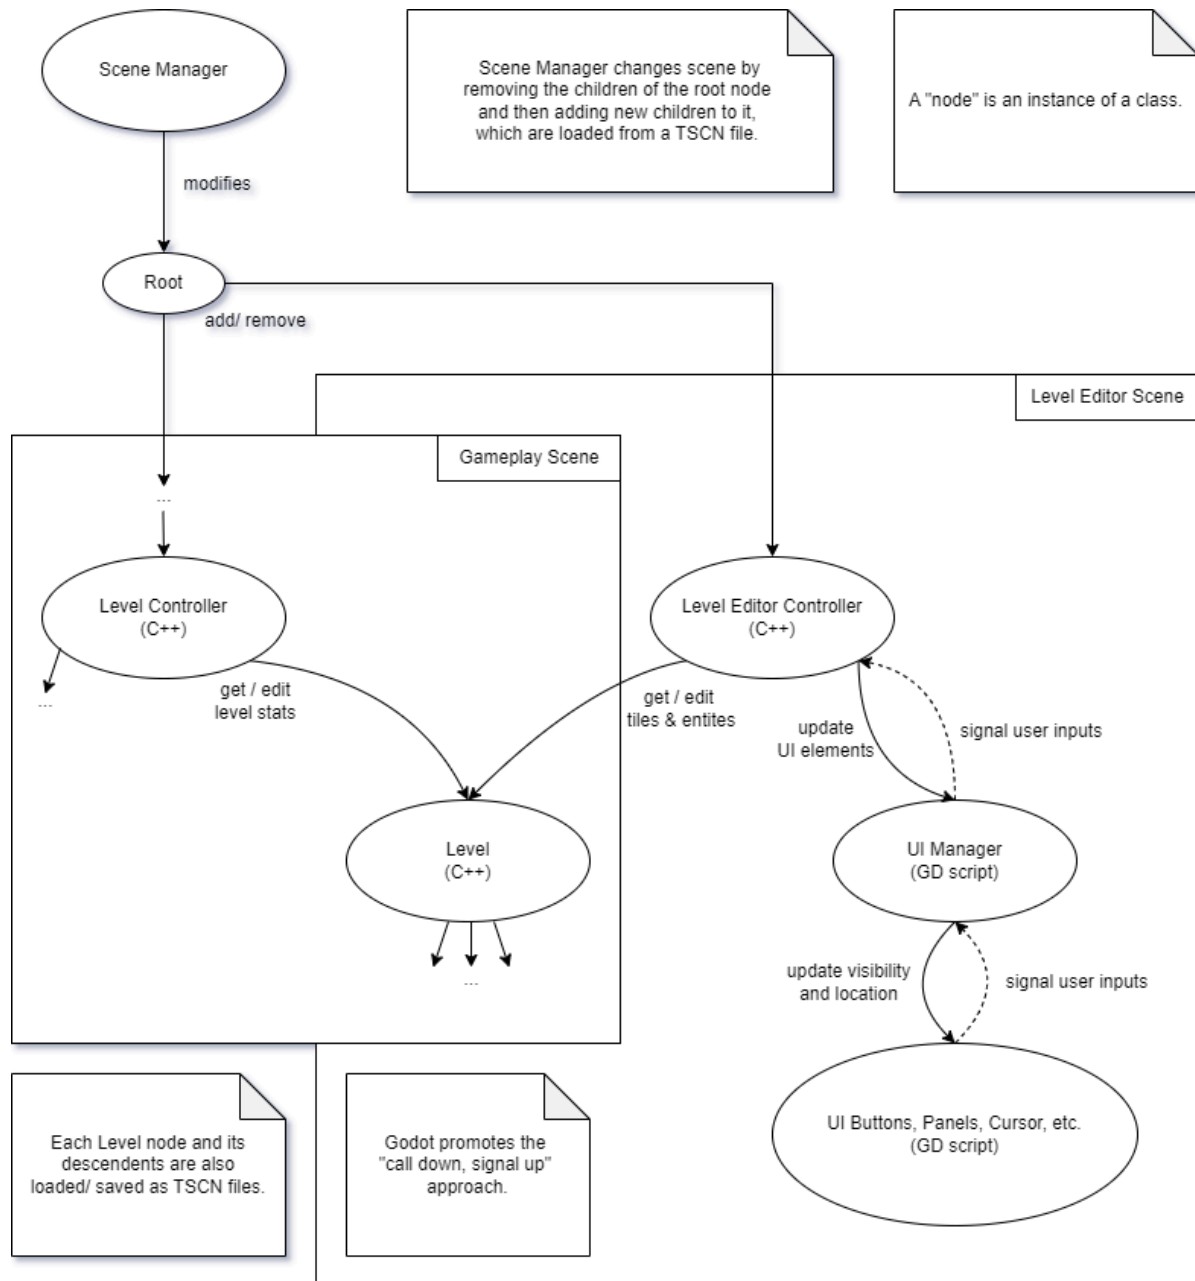 Scene Manager
Scene Manager changes scene by
removing the children of the root node
and then adding new children to it,
which are loaded from a TSCN file.
A "node" is an instance of a class.
modifies
Root
add/ remove
Level Editor Scene
Gameplay Scene
...
Level Controller
(C++)
Level Editor Controller
(C++)
...
get / edit
level stats
get / edit
tiles & entites
update
UI elements
signal user inputs
Level
(C++)
UI Manager
(GD script)
...
update visibility
and location
signal user inputs
UI Buttons, Panels, Cursor, etc.
(GD script)
Each Level node and its
descendents are also
loaded/ saved as TSCN files.
Godot promotes the
"call down, signal up"
approach.